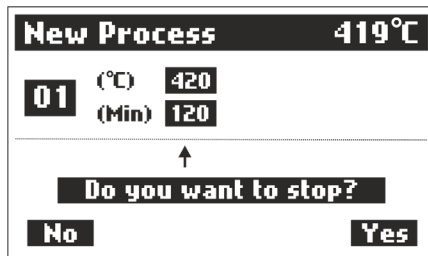 New Process 419°C
01 (°C) 420
(Min) 120
Do you want to stop?
No Yes